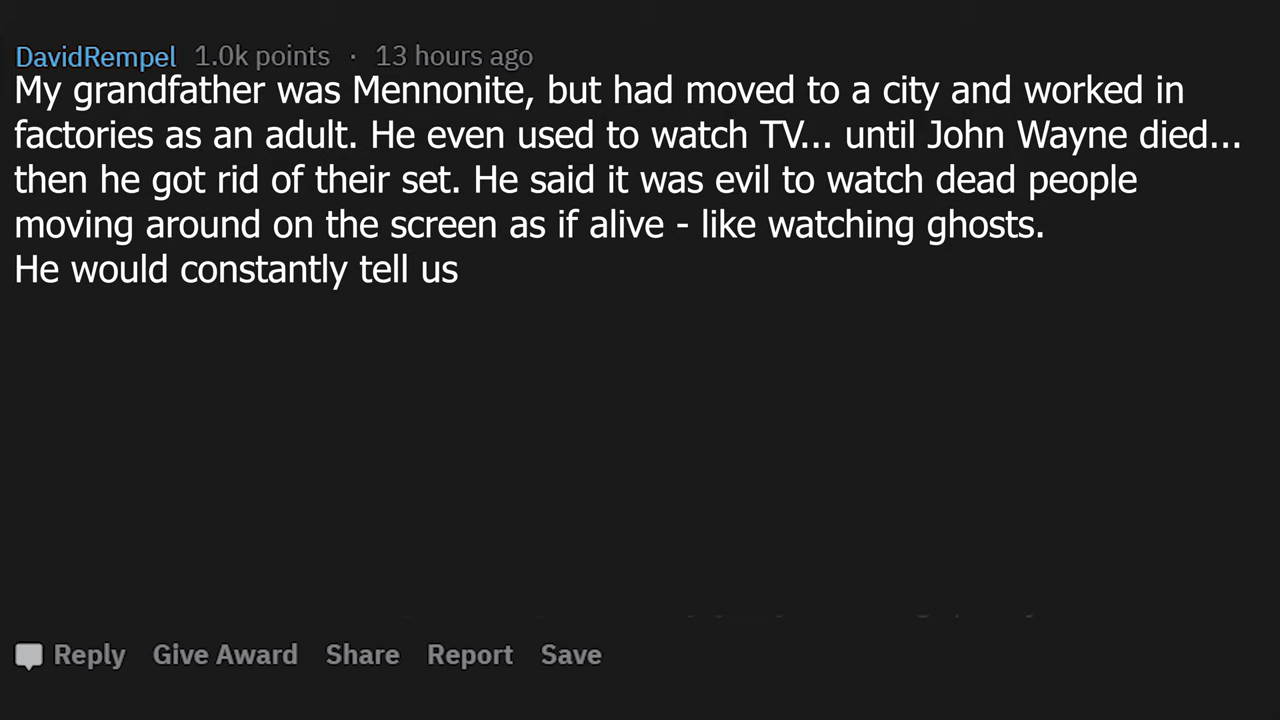 DavidRempel 1.0k points · 13 hours ago
My grandfather was Mennonite, but had moved to a city and worked in
factories as an adult. He even used to watch TV... until John Wayne died...
then he got rid of their set. He said it was evil to watch dead people
moving around on the screen as if alive - like watching ghosts.
He would constantly tell us
Reply Give Award Share Report Save